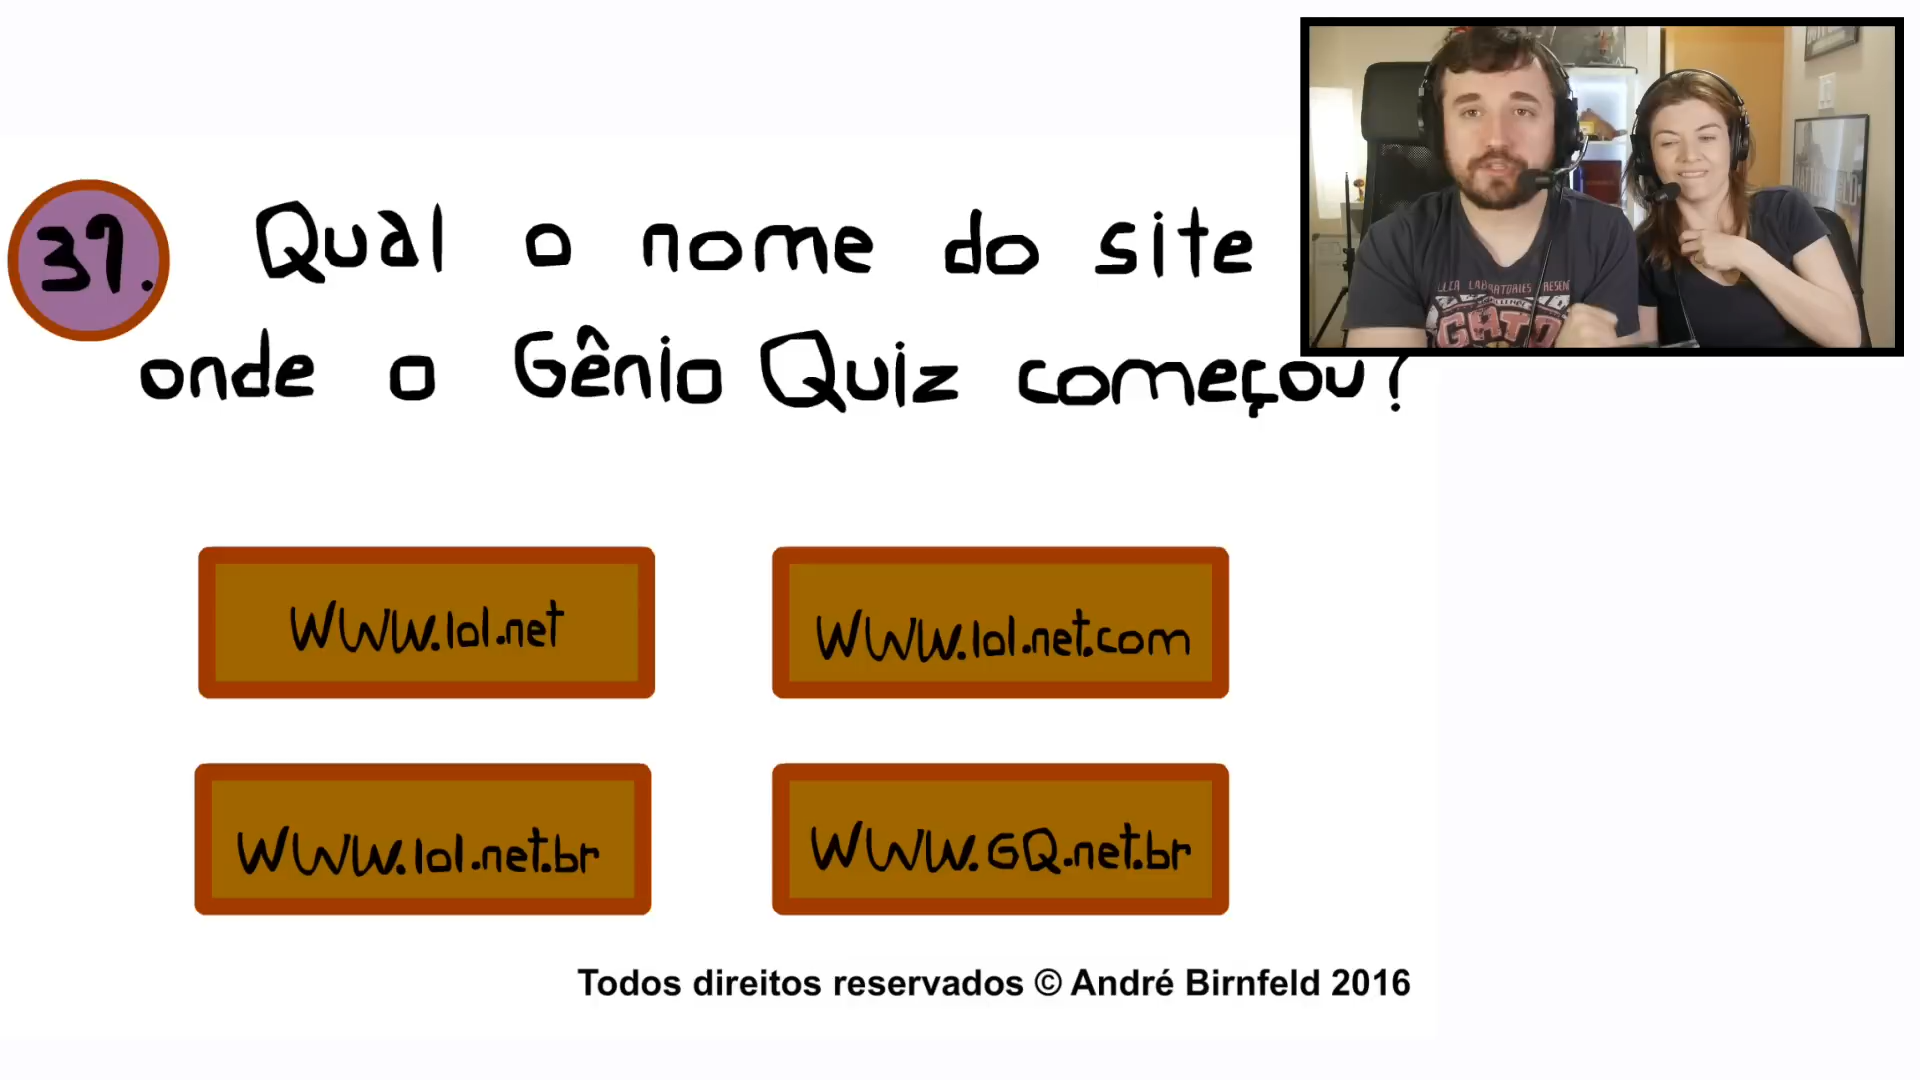 37. Qual o nome do site
onde o Gênio Quiz começou?
WWW.lol.net
WWW.lol.net.com
WWW.lol.net.br
WWW.GQ.net.br
Todos direitos reservados © André Birnfeld 2016
GATO